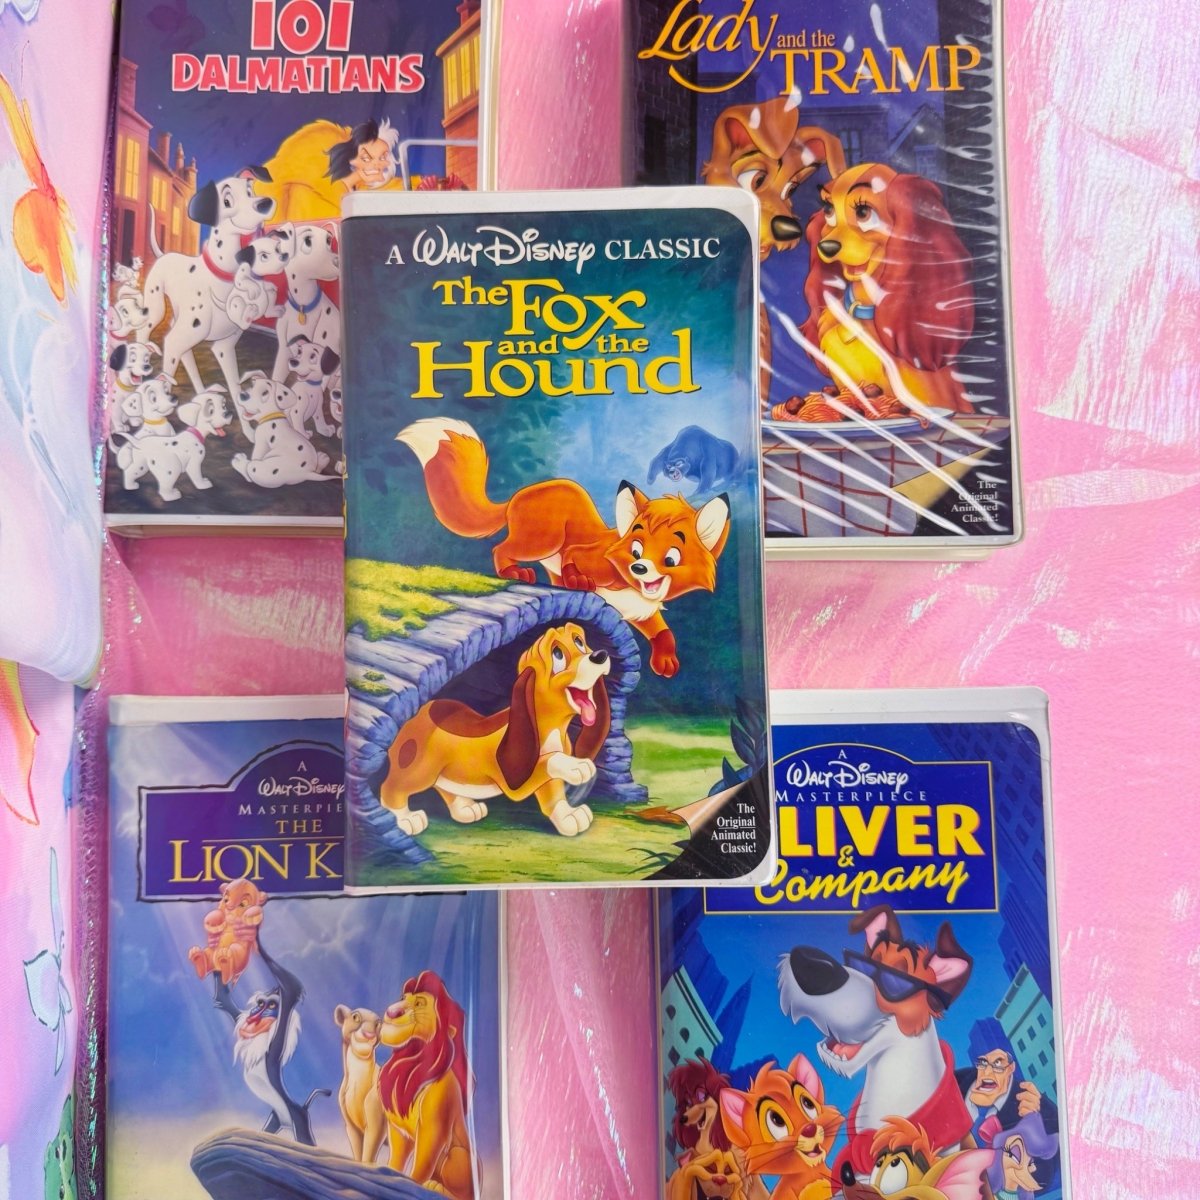 101
DALMATIANS
Lady and the
TRAMP
The
Original
Animated
Classic!
A WALT DISNEY CLASSIC
The Fox
and the
Hound
The
Original
Animated
Classic!
A
WALT DISNEY
THE
LION K
A
WALT DISNEY
MASTERPIECE
LIVER
&
Company